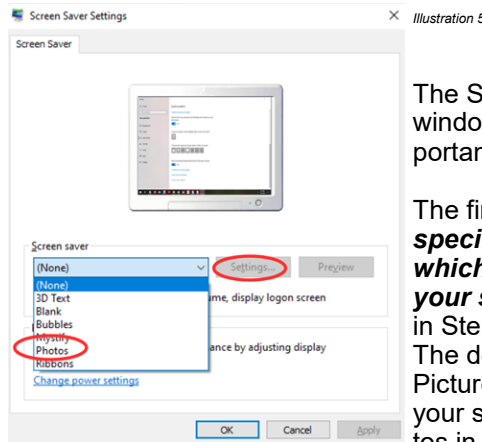 Screen Saver Settings
Illustration 5
Screen Saver
The S
windo
portan
Screen saver
(None)
Settings...
Preview
(None)
3D Text
ume, display logon screen
Blank
Bubbles
Mystify
Photos
ance by adjusting display
Ribbons
Change power settings
OK
Cancel
Apply
The fi
speci
which
your s
in Ste
The d
Picture
your s
tes in